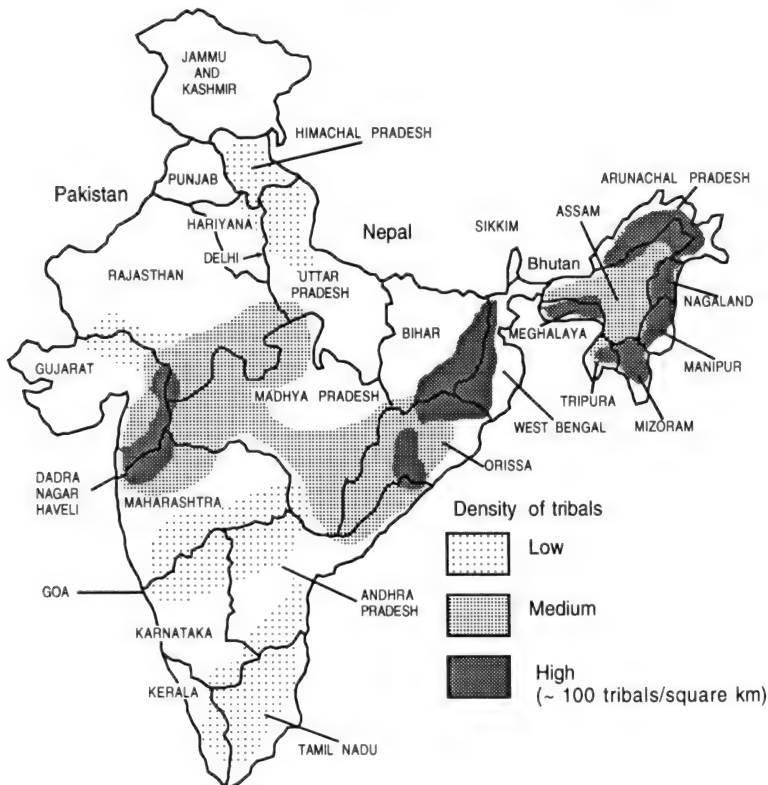 JAMMU
AND
KASHMIR
HIMACHAL PRADESH
PUNJAB
Pakistan
ARUNACHAL PRADESH
HARIYANA
ASSAM
Nepal
SIKKIM
DELHI
Bhutan
RAJASTHAN
UTTAR
PRADESH
NAGALAND
BIHAR
MEGHALAYA
GUJARAT
MANIPUR
MADHYA PRADESH
TRIPURA
MIZORAM
WEST BENGAL
ORISSA
DADRA
NAGAR
HAVELI
MAHARASHTRA
Density of tribals
Low
GOA
ANDHRA
PRADESH
Medium
KARNATAKA
High
(~ 100 tribals/square km)
KERALA
TAMIL NADU